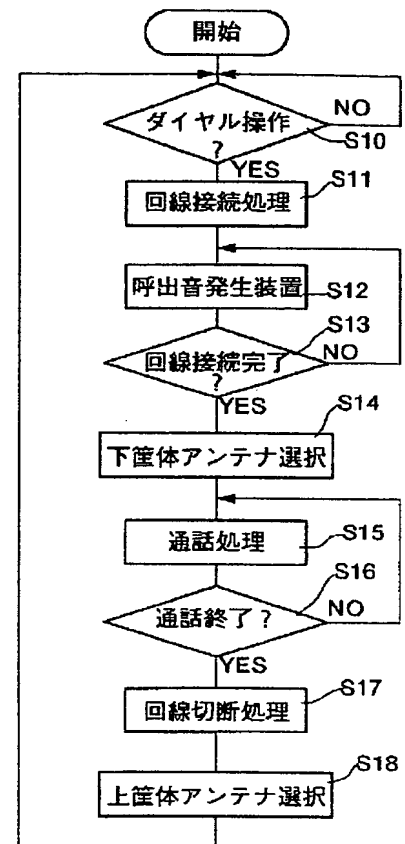 開始
ダイヤル操作
?
NO
S10
YES
S11
回線接続処理
呼出音発生装置
S12
S13
回線接続完了
?
NO
YES
S14
下筐体アンテナ選択
通話処理
S15
S16
通話終了?
NO
YES
S17
回線切断処理
S18
上筐体アンテナ選択